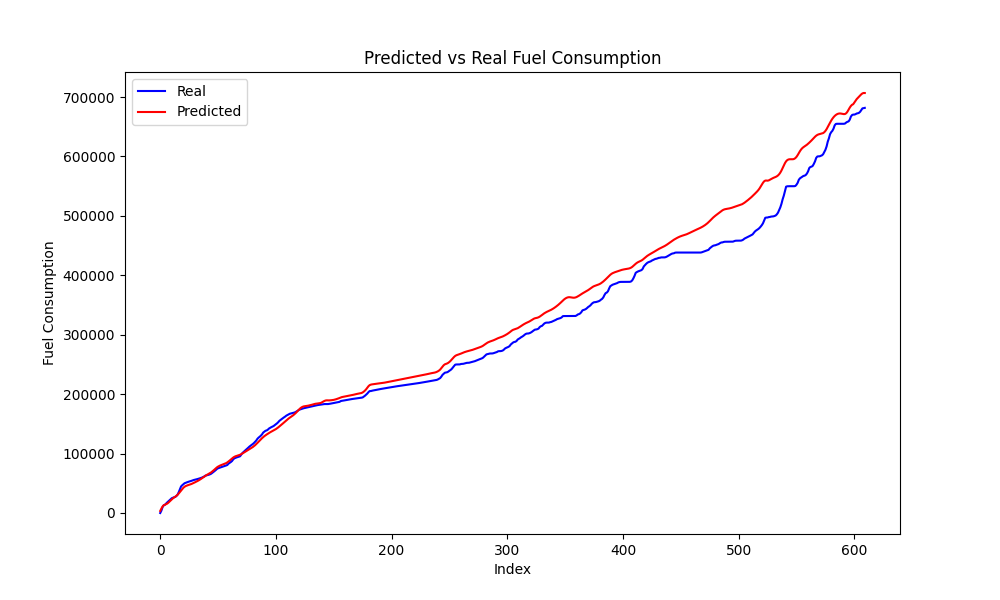 Predicted vs Real Fuel Consumption
Real
Predicted
Fuel Consumption
700000
600000
500000
400000
300000
200000
100000
0
0 100 200 300 400 500 600
Index